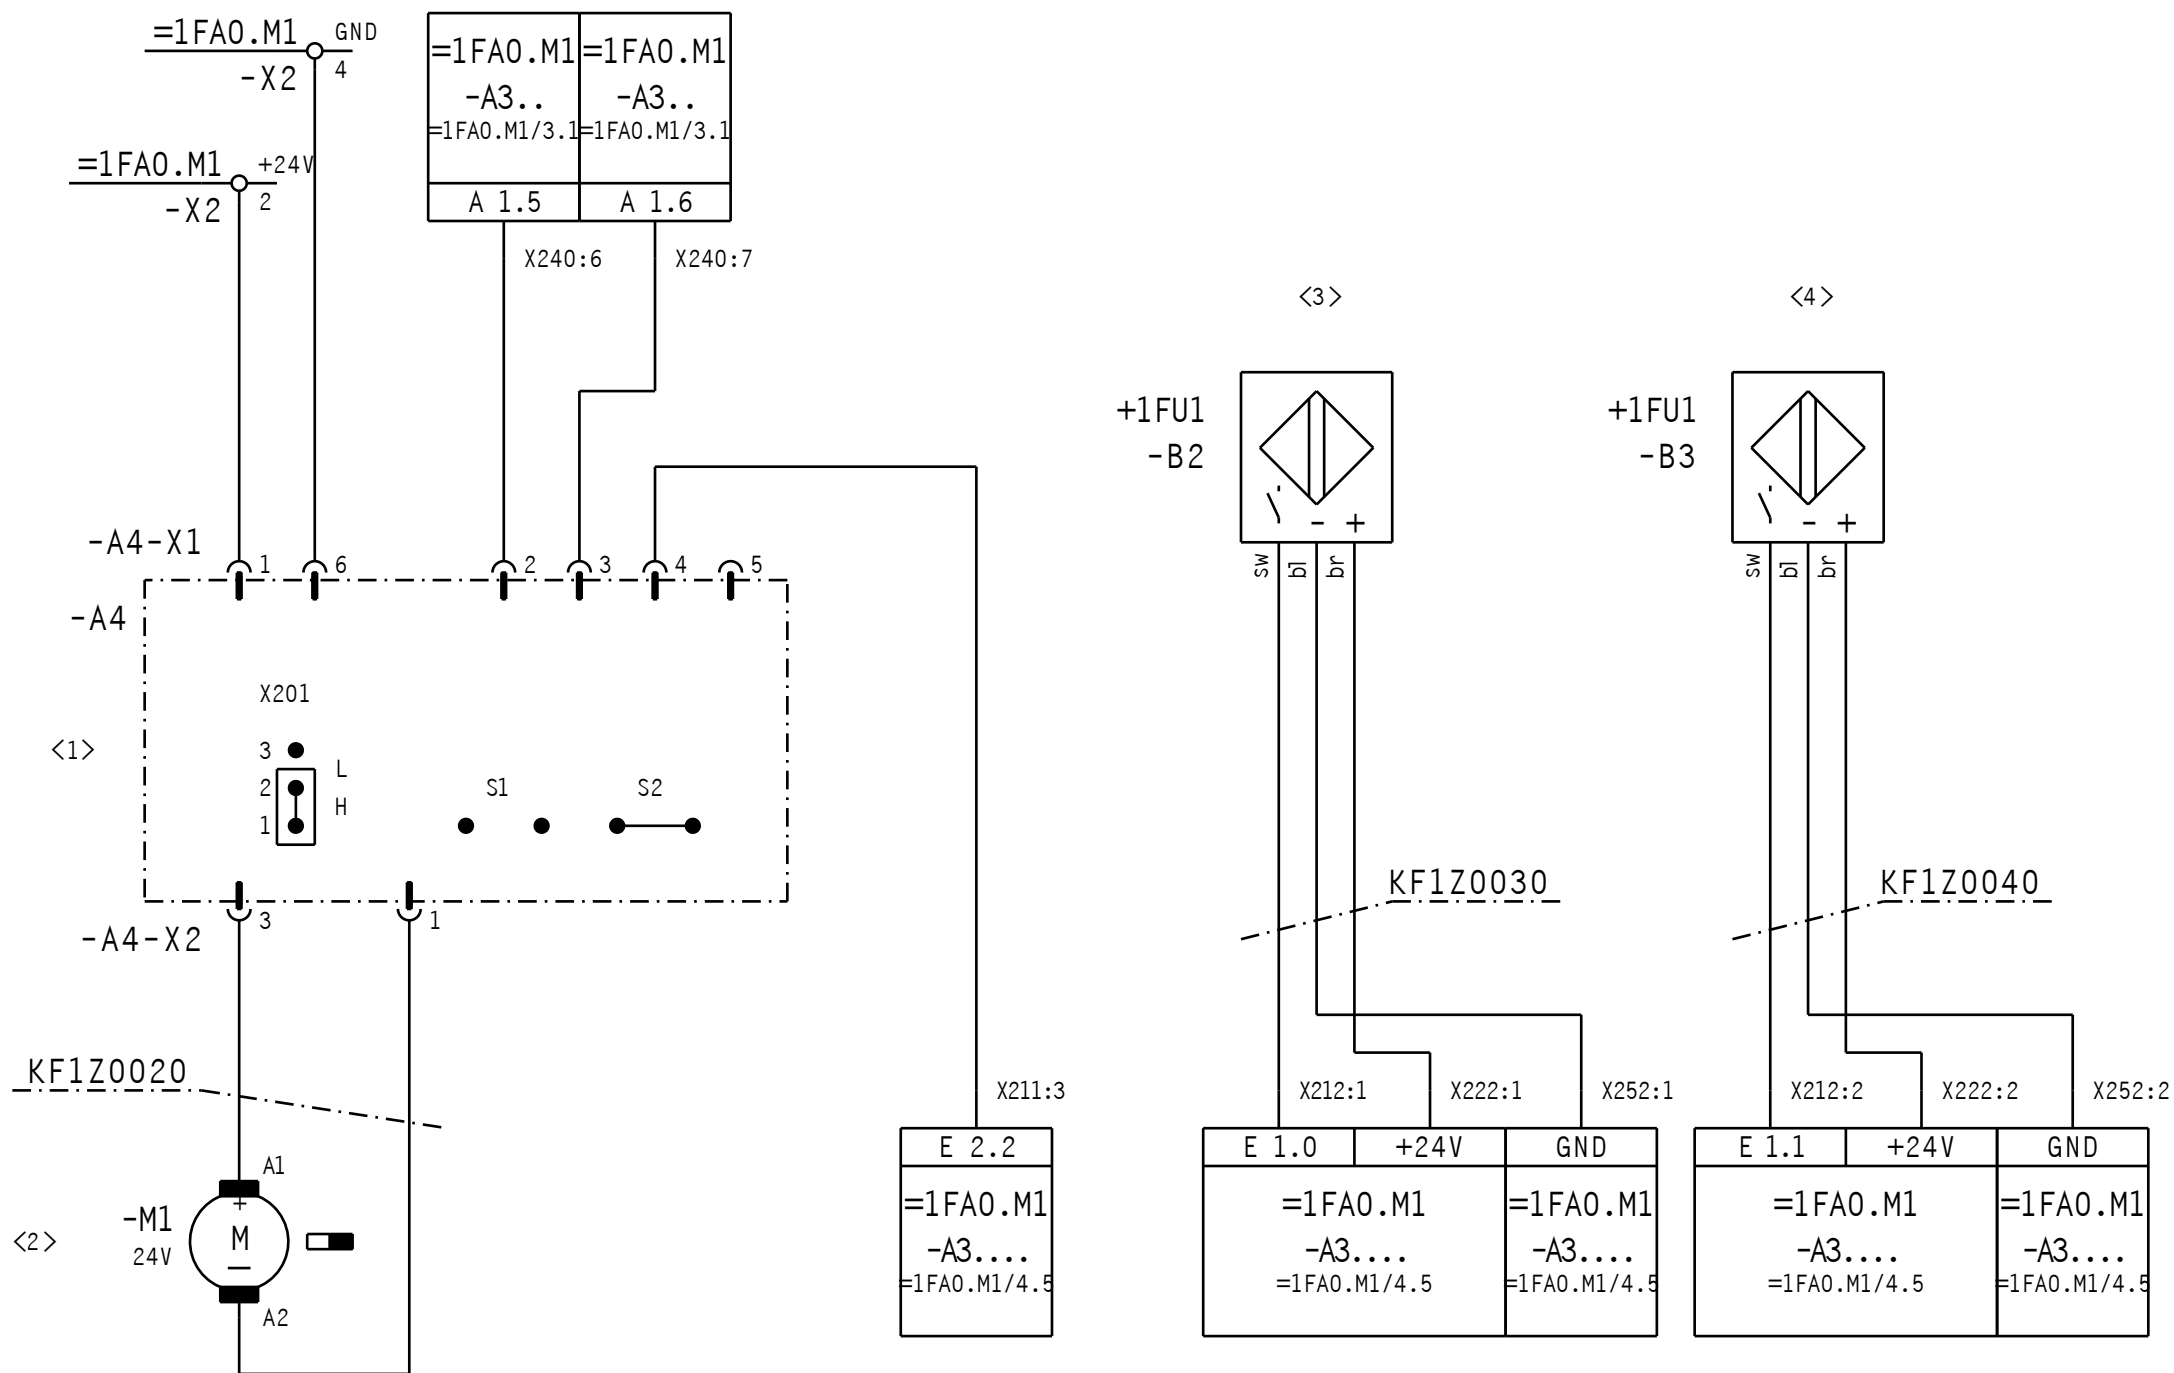 =1FA0.M1 GND
-X2 4
=1FA0.M1 +24V
-X2 2
=1FA0.M1 =1FA0.M1
-A3.. -A3..
=1FA0.M1/3.1 =1FA0.M1/3.1
A 1.5 A 1.6
X240:6 X240:7
<3> <4>
+1FU1
-B2
- +
sw bl br
+1FU1
-B3
- +
sw bl br
-A4-X1 1 6 2 3 4 5
-A4
X201
<1>
3
L
2
H
1
S1 S2
-A4-X2 3 1
KF1Z0030 KF1Z0040
KF1Z0020
A1
+
-M1
24V
M
A2
<2>
X211:3
E 2.2
=1FA0.M1
-A3....
=1FA0.M1/4.5
X212:1 X222:1 X252:1
E 1.0 +24V GND
=1FA0.M1 =1FA0.M1
-A3.... -A3....
=1FA0.M1/4.5 =1FA0.M1/4.5
X212:2 X222:2 X252:2
E 1.1 +24V GND
=1FA0.M1 =1FA0.M1
-A3.... -A3....
=1FA0.M1/4.5 =1FA0.M1/4.5